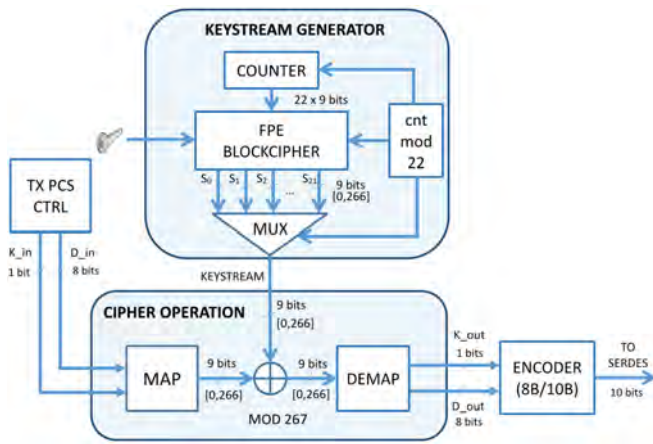 KEYSTREAM GENERATOR
COUNTER
22 x 9 bits
FPE
BLOCKCIPHER
cnt
mod
22
TX PCS
CTRL
S0 S1 S2 ... S21
9 bits
[0,266]
MUX
K_in
1 bit
D_in
8 bits
KEYSTREAM
CIPHER OPERATION
9 bits
[0,266]
MAP
9 bits
[0,266]
9 bits
[0,266]
DEMAP
MOD 267
K_out
1 bits
D_out
8 bits
ENCODER
(8B/10B)
TO
SERDES
10 bits